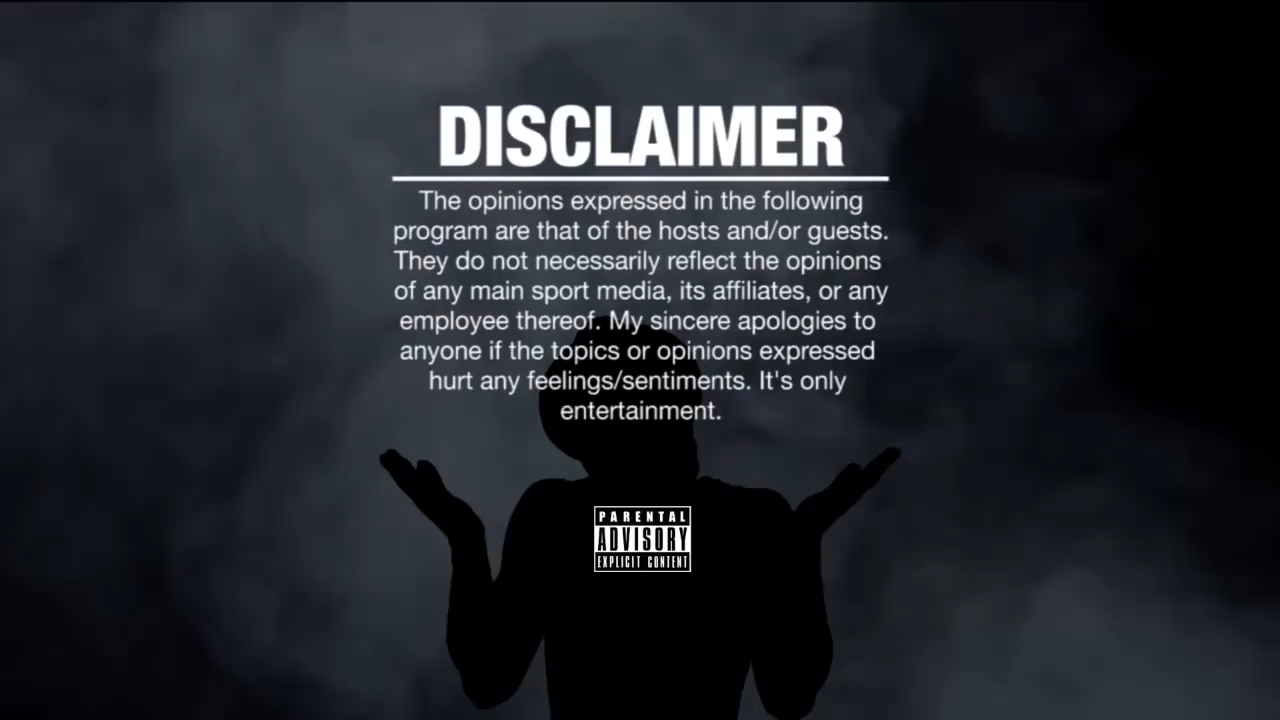 DISCLAIMER
The opinions expressed in the following
program are that of the hosts and/or guests.
They do not necessarily reflect the opinions
of any main sport media, its affiliates, or any
employee thereof. My sincere apologies to
anyone if the topics or opinions expressed
hurt any feelings/sentiments. It's only
entertainment.
PARENTAL
ADVISORY
EXPLICIT CONTENT